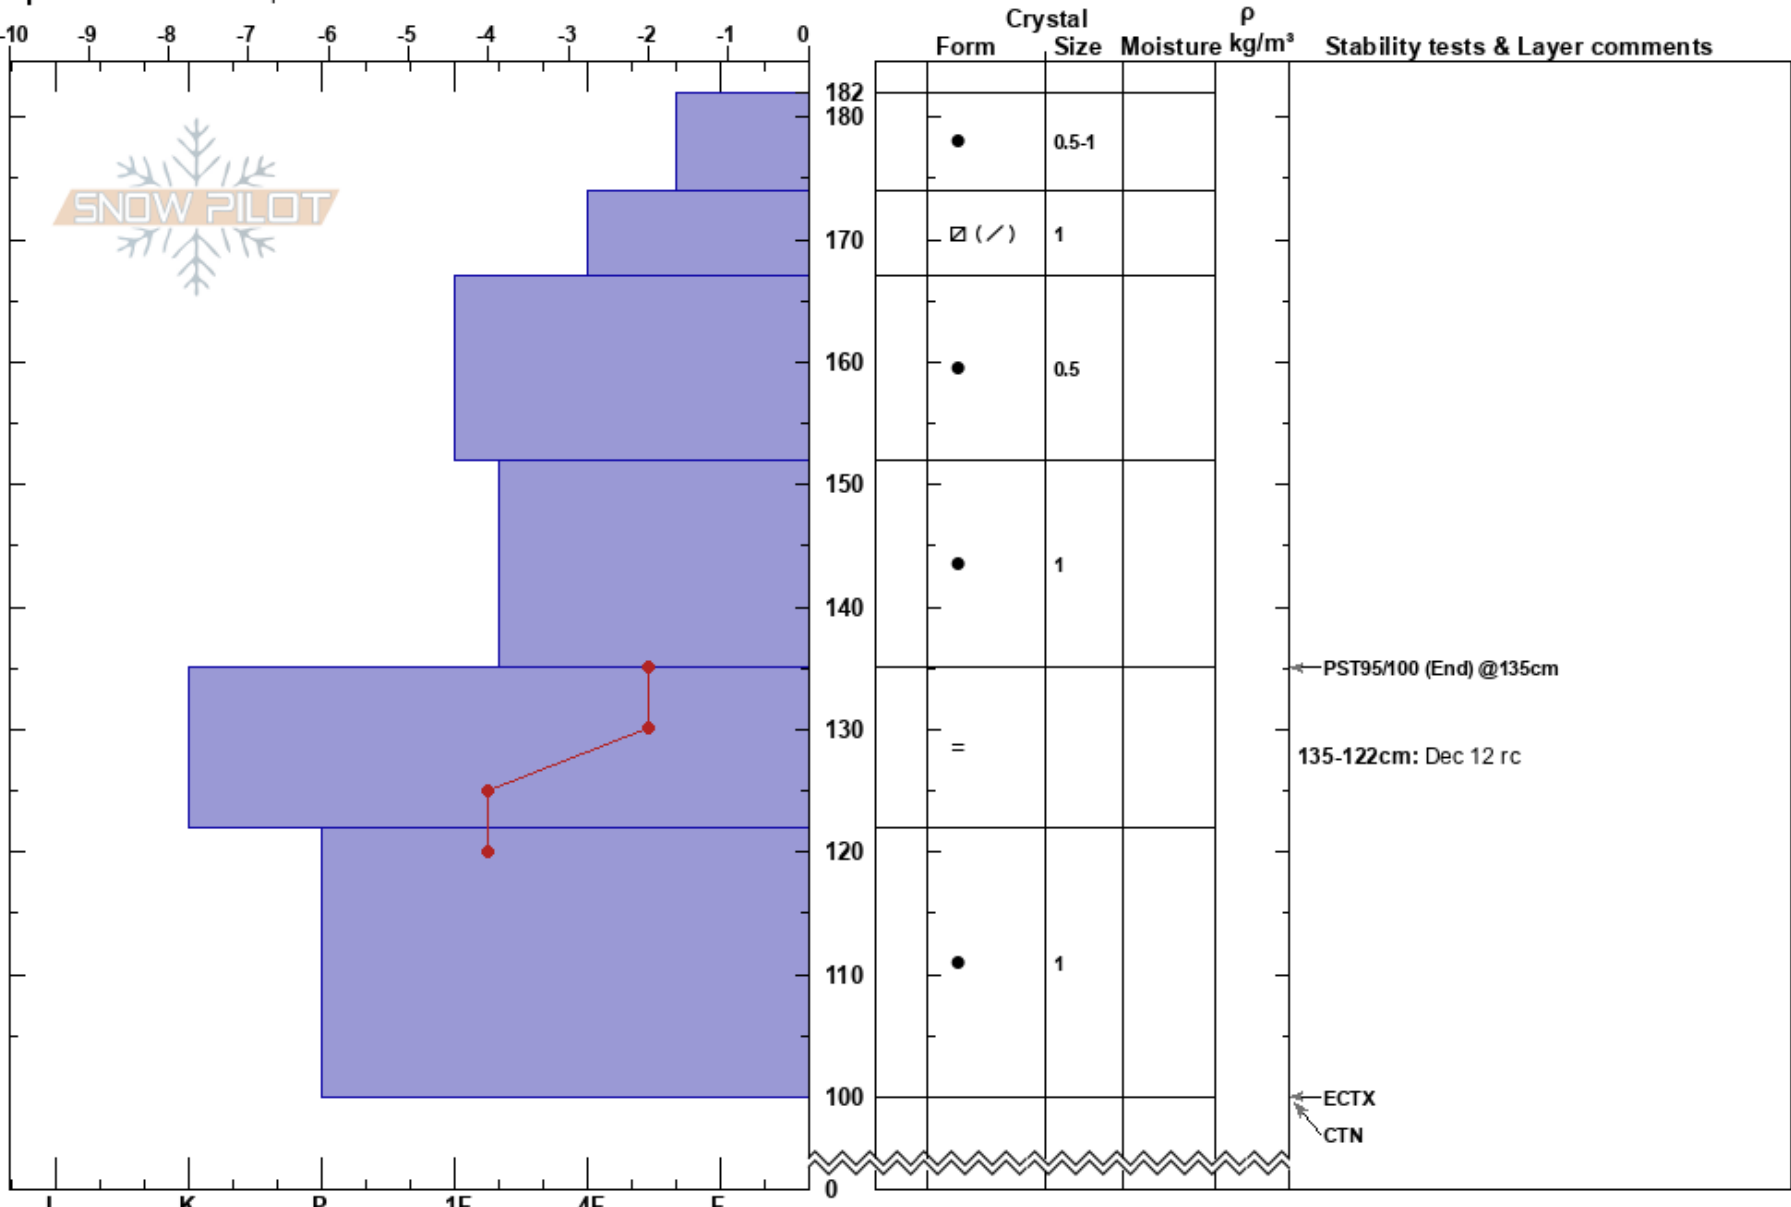 -10 -9 -8 -7 -6 -5 -4 -3 -2 -1 0
Crystal
ρ
Form Size Moisture kg/m³ Stability tests & Layer comments
182
180
SNOW PILOT
0.5-1
170
1
160
0.5
150
1
140
PST95/100 (End) @135cm
130
=
135-122cm: Dec 12 rc
120
110
1
100
ECTX
CTN
0
I K P 1F 4F F